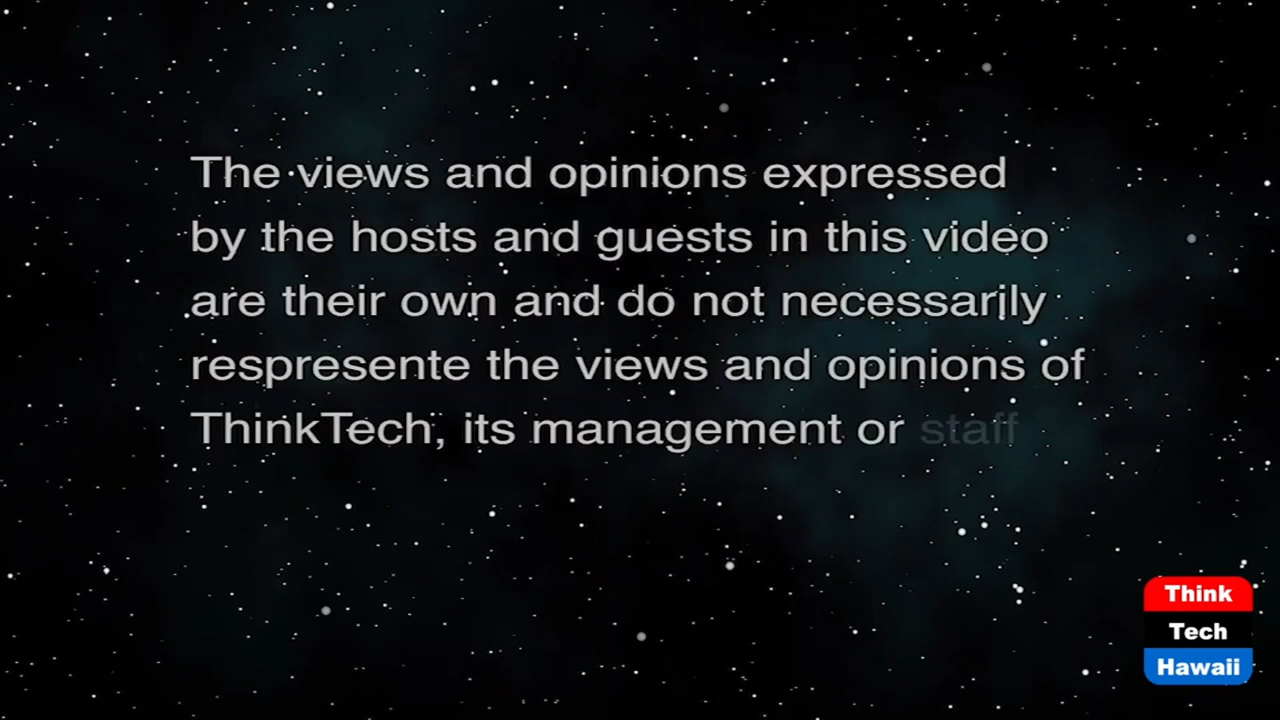 The views and opinions expressed
by the hosts and guests in this video
are their own and do not necessarily
respresente the views and opinions of
ThinkTech, its management or staff
Think
Tech
Hawaii